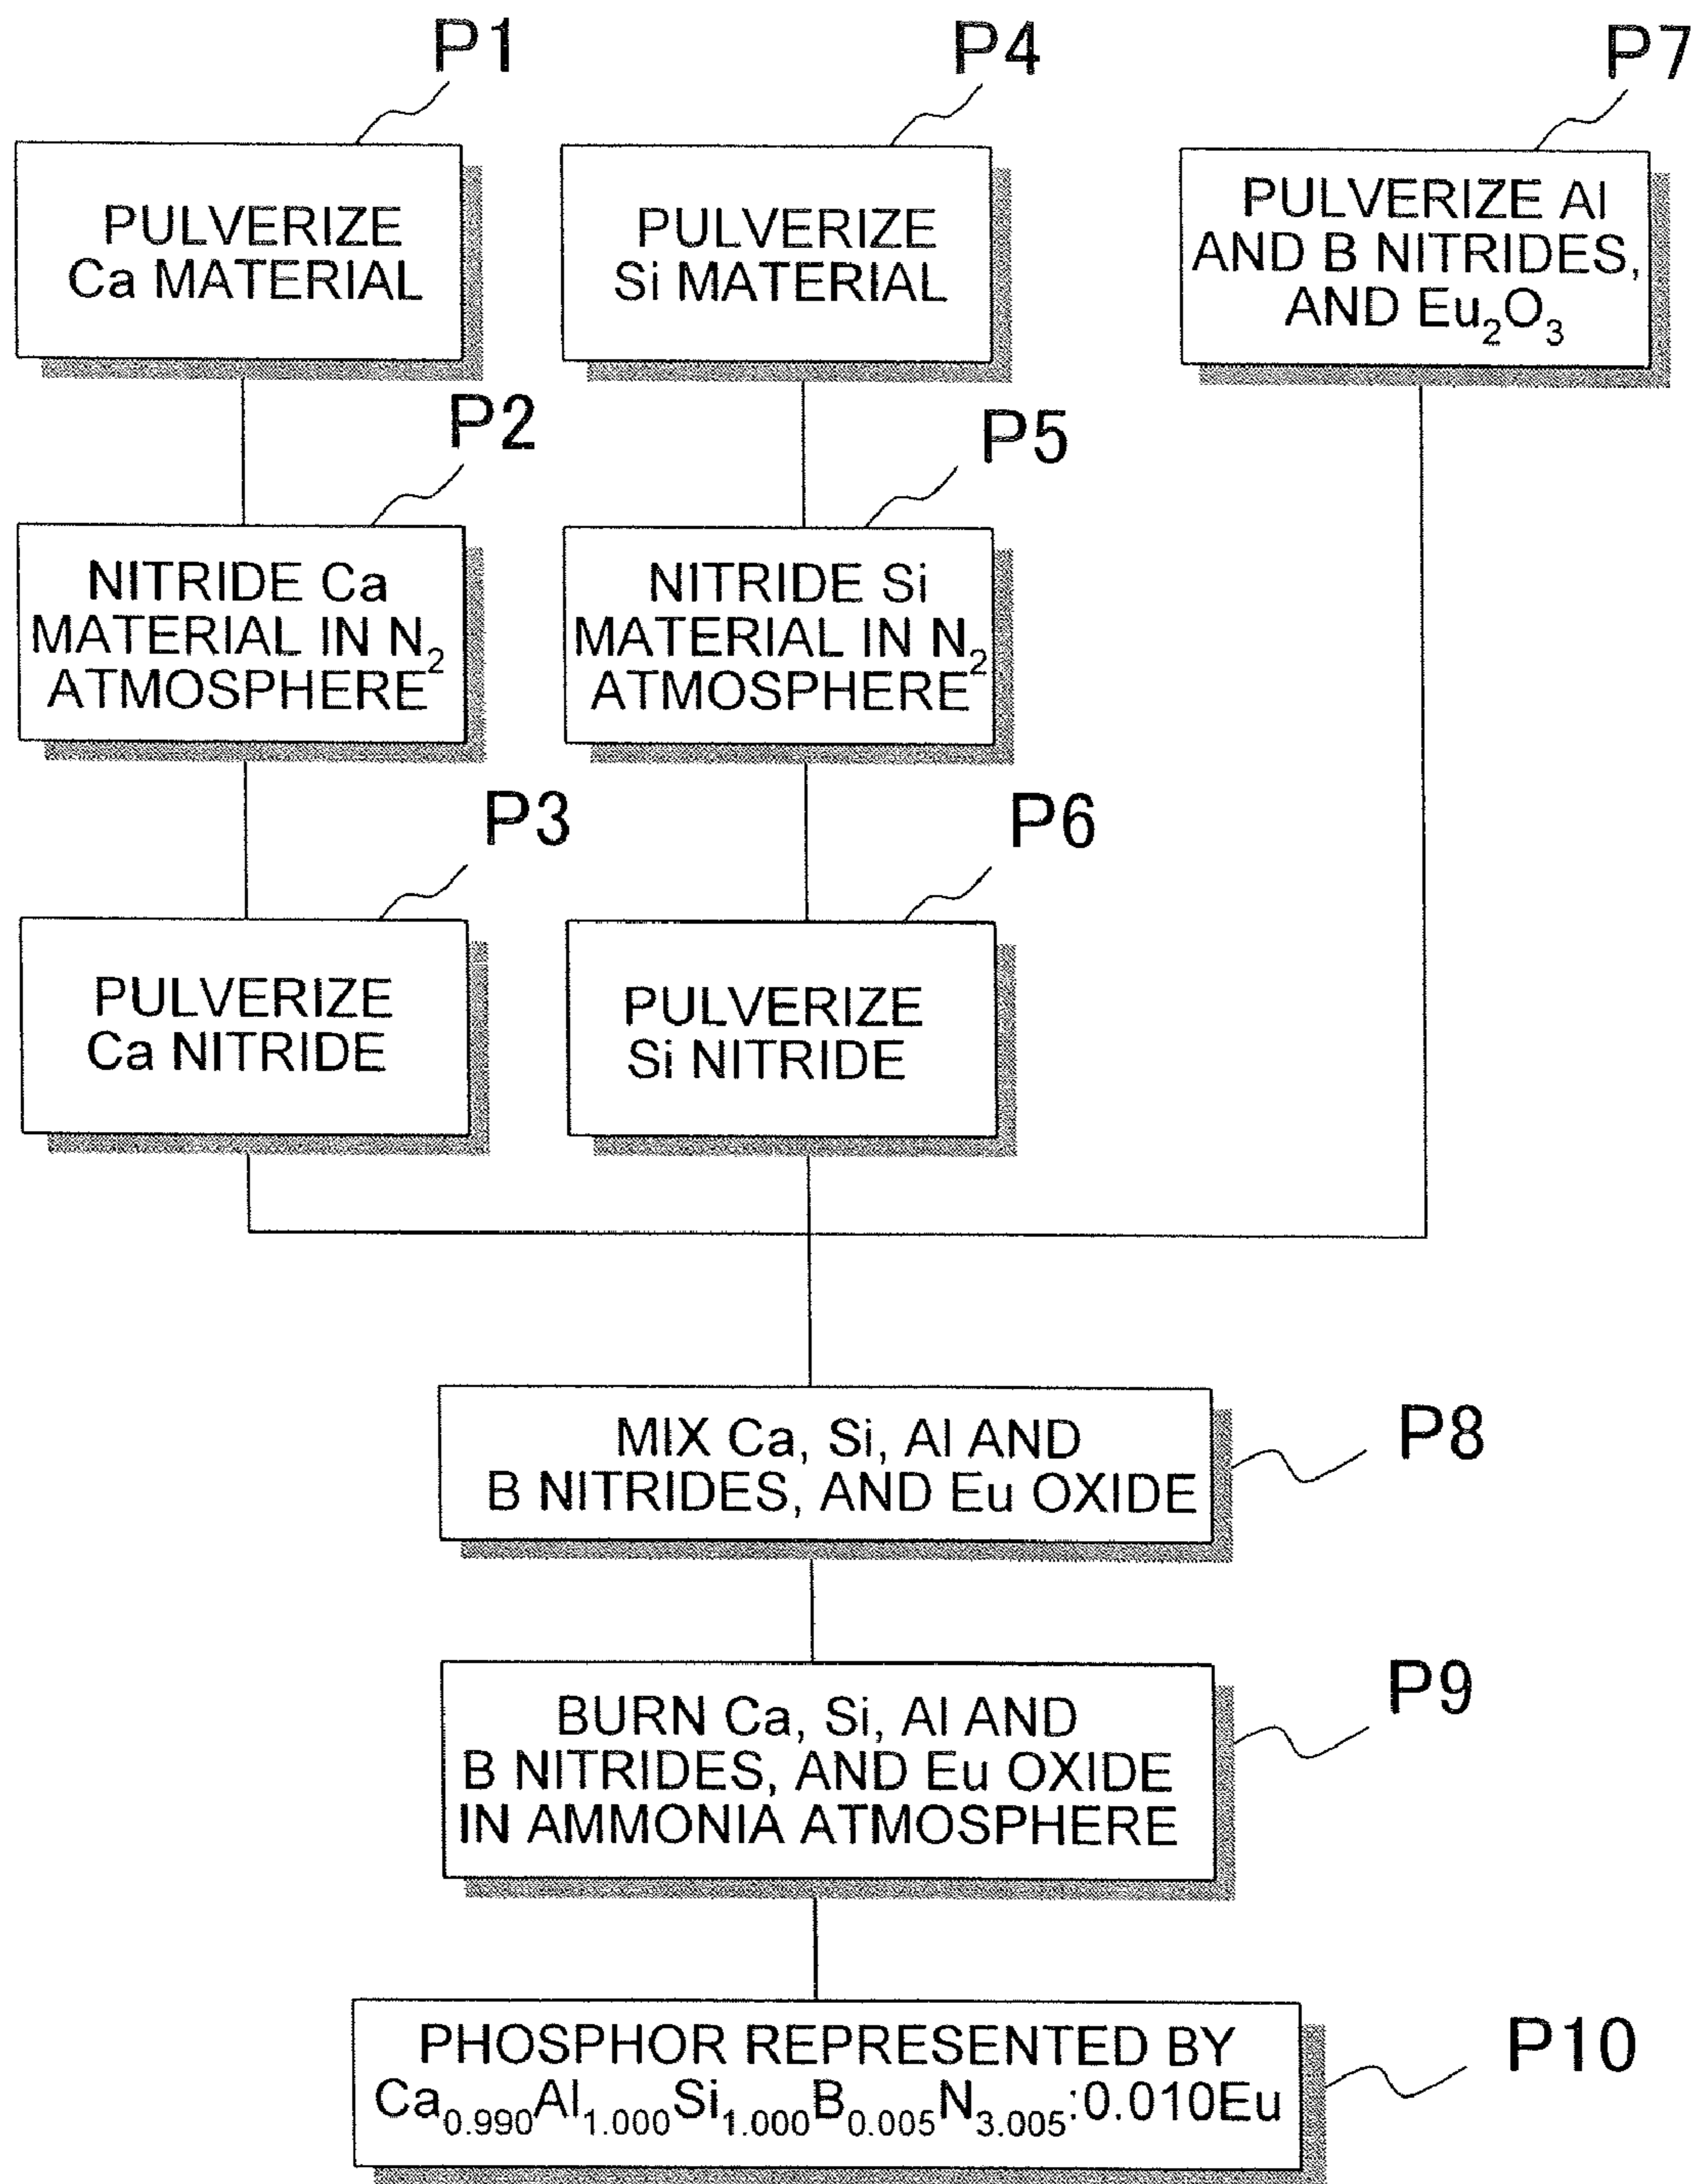 P1
PULVERIZE
Ca MATERIAL
P4
PULVERIZE
Si MATERIAL
P7
PULVERIZE Al
AND B NITRIDES,
AND Eu₂O₃
P2
NITRIDE Ca
MATERIAL IN N₂
ATMOSPHERE
P5
NITRIDE Si
MATERIAL IN N₂
ATMOSPHERE
P3
PULVERIZE
Ca NITRIDE
P6
PULVERIZE
Si NITRIDE
P8
MIX Ca, Si, Al AND
B NITRIDES, AND Eu OXIDE
P9
BURN Ca, Si, Al AND
B NITRIDES, AND Eu OXIDE
IN AMMONIA ATMOSPHERE
P10
PHOSPHOR REPRESENTED BY
Ca₀.₉₉₀Al₁.₀₀₀Si₁.₀₀₀B₀.₀₀₅N₃.₀₀₅:0.010Eu